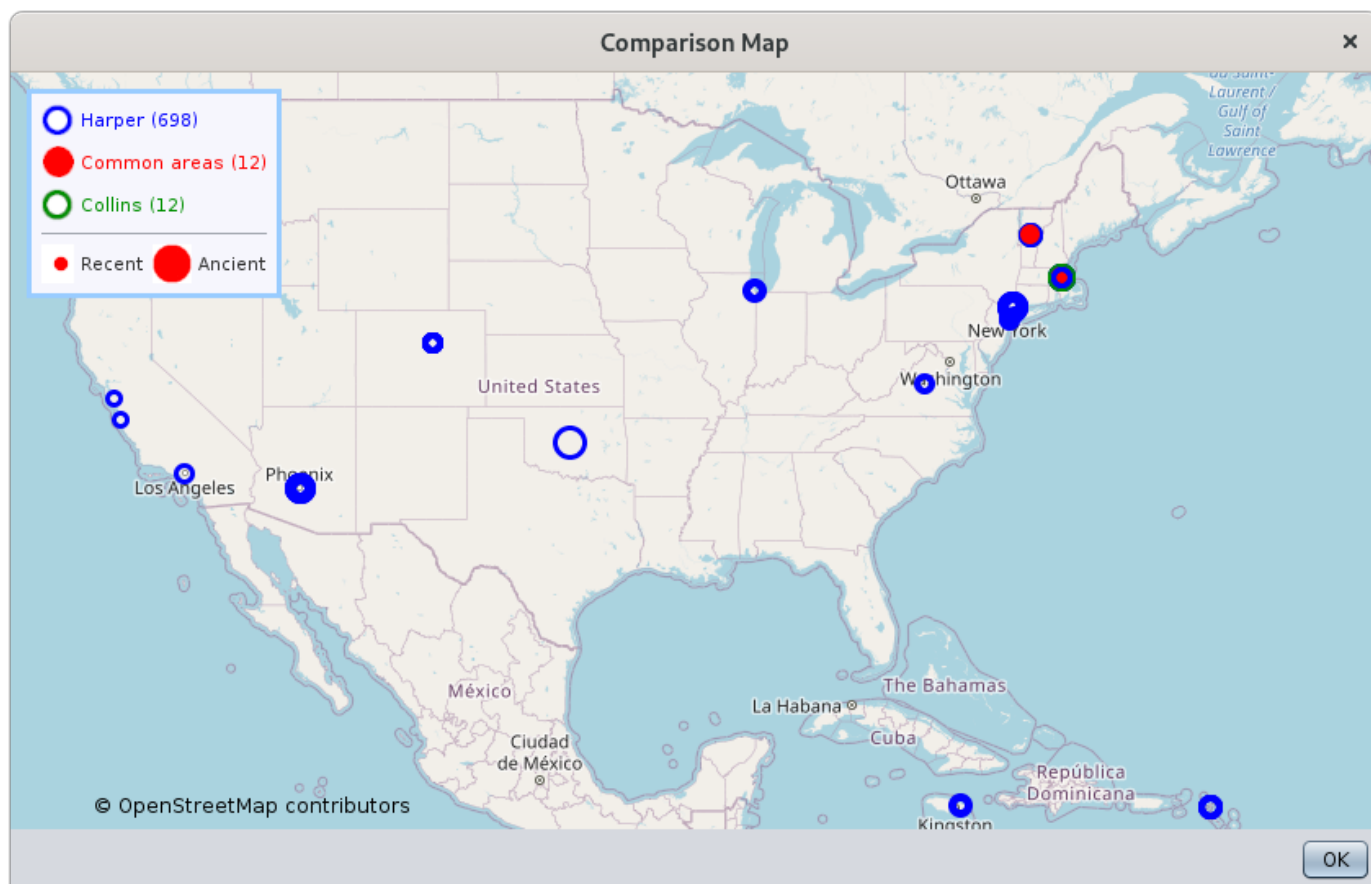 Comparison Map
×
Harper (698)
Common areas (12)
Collins (12)
Recent Ancient
du Saint-
Laurent /
Gulf of
Saint
Lawrence
Ottawa
New York
Washington
United States
Phoenix
Los Angeles
México
La Habana
The Bahamas
Cuba
Ciudad
de México
República
Dominicana
Kingston
© OpenStreetMap contributors
OK